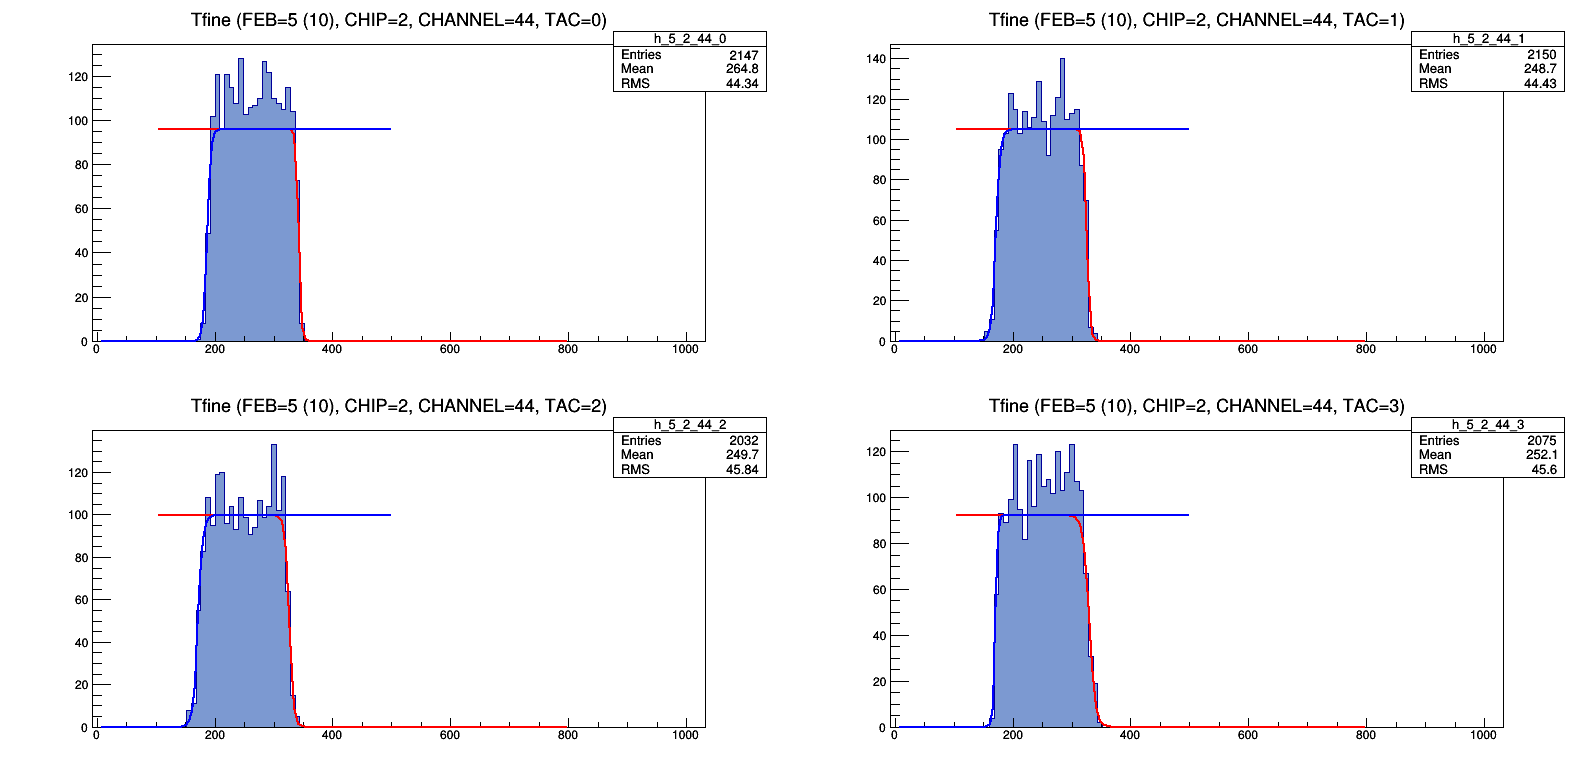 Tfine (FEB=5 (10), CHIP=2, CHANNEL=44, TAC=0)
h_5_2_44_0
Entries 2147
Mean 264.8
RMS 44.34
120
100
80
60
40
20
0
0 200 400 600 800 1000
Tfine (FEB=5 (10), CHIP=2, CHANNEL=44, TAC=1)
h_5_2_44_1
Entries 2150
Mean 248.7
RMS 44.43
140
120
100
80
60
40
20
0
0 200 400 600 800 1000
Tfine (FEB=5 (10), CHIP=2, CHANNEL=44, TAC=2)
h_5_2_44_2
Entries 2032
Mean 249.7
RMS 45.84
120
100
80
60
40
20
0
0 200 400 600 800 1000
Tfine (FEB=5 (10), CHIP=2, CHANNEL=44, TAC=3)
h_5_2_44_3
Entries 2075
Mean 252.1
RMS 45.6
120
100
80
60
40
20
0
0 200 400 600 800 1000